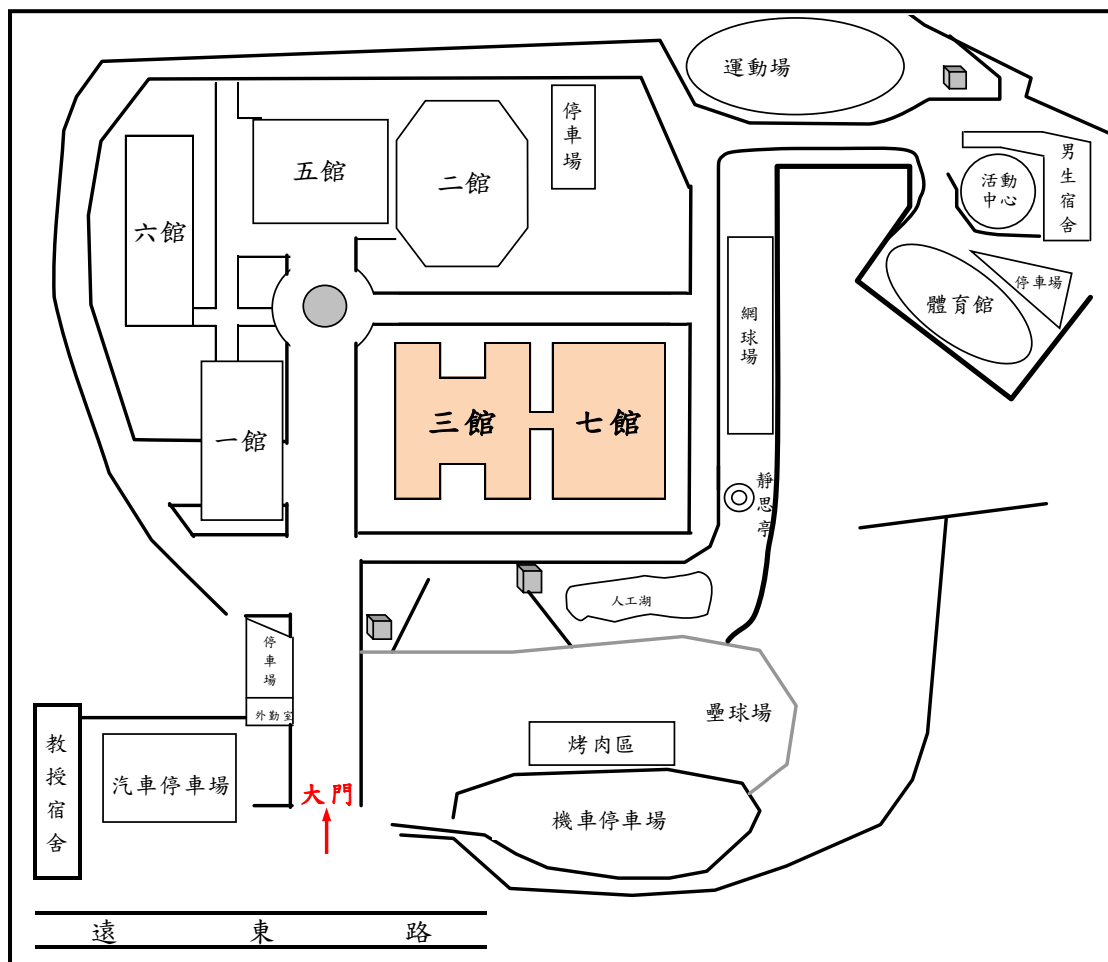 運動場
停車場
男生宿舍
五館
二館
活動
中心
六館
停車場
體育館
網球場
三館
七館
一館
靜思亭
人工湖
停車場
外勤室
壘球場
教授宿舍
烤肉區
汽車停車場
大門
機車停車場
遠東路